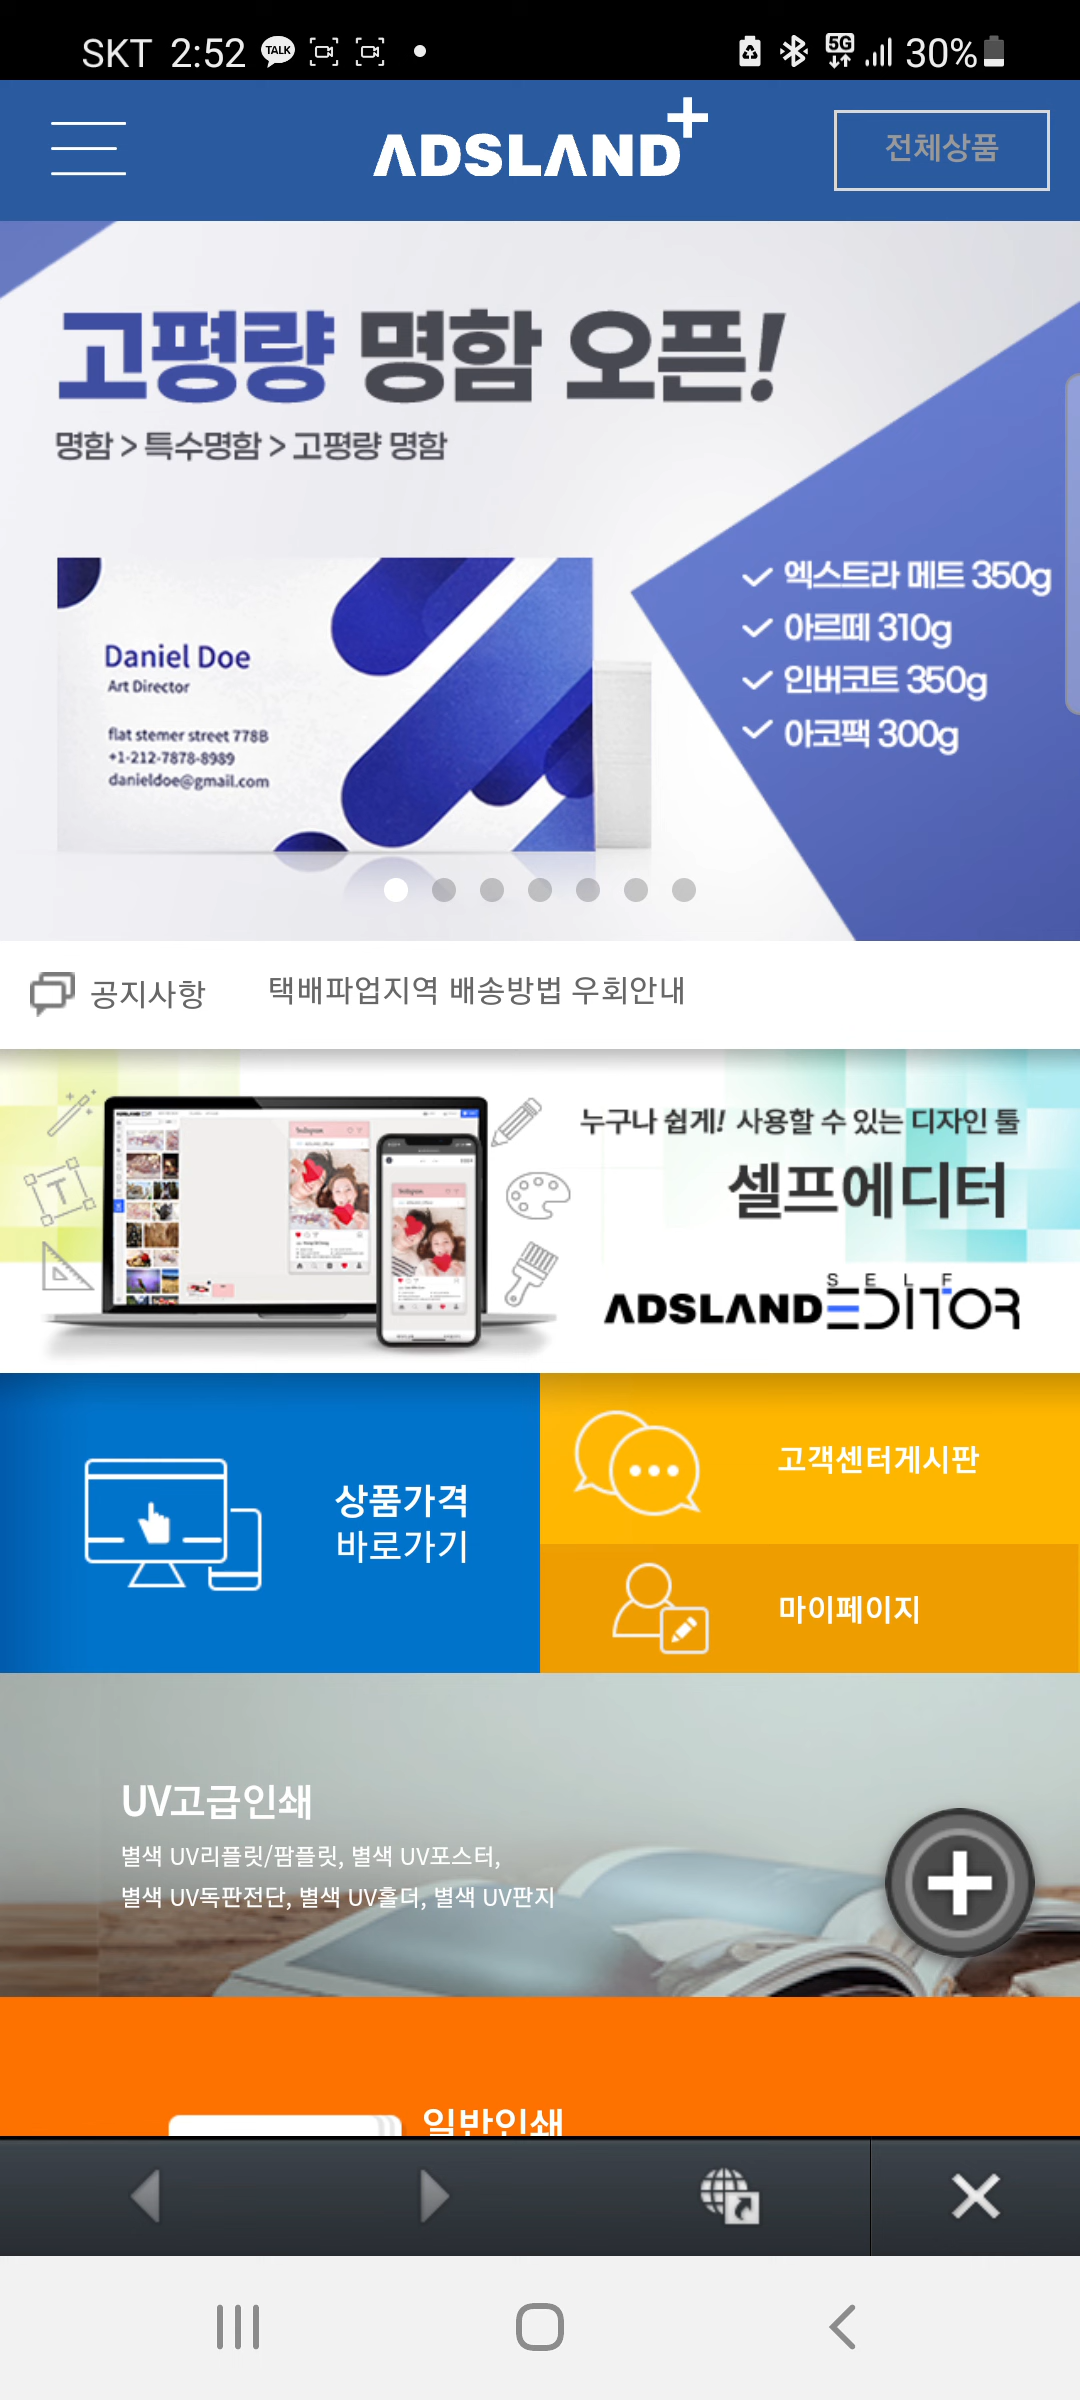 SKT 2:52 TALK 5G 30%
ADSLAND+
전체상품
고평량 명함 오픈!
명함 > 특수명함 > 고평량 명함
엑스트라 메트 350g
아르떼 310g
인버코트 350g
아코팩 300g
Daniel Doe
Art Director
flat stemer street 778B
+1-212-7878-8989
danieldoe@gmail.com
공지사항 택배파업지역 배송방법 우회안내
누구나 쉽게! 사용할 수 있는 디자인 툴
셀프에디터
SELF
ADSLAND EDITOR
상품가격
바로가기
고객센터게시판
마이페이지
UV고급인쇄
별색 UV리플릿/팜플릿, 별색 UV포스터,
별색 UV독판전단, 별색 UV홀더, 별색 UV판지
일반인쇄